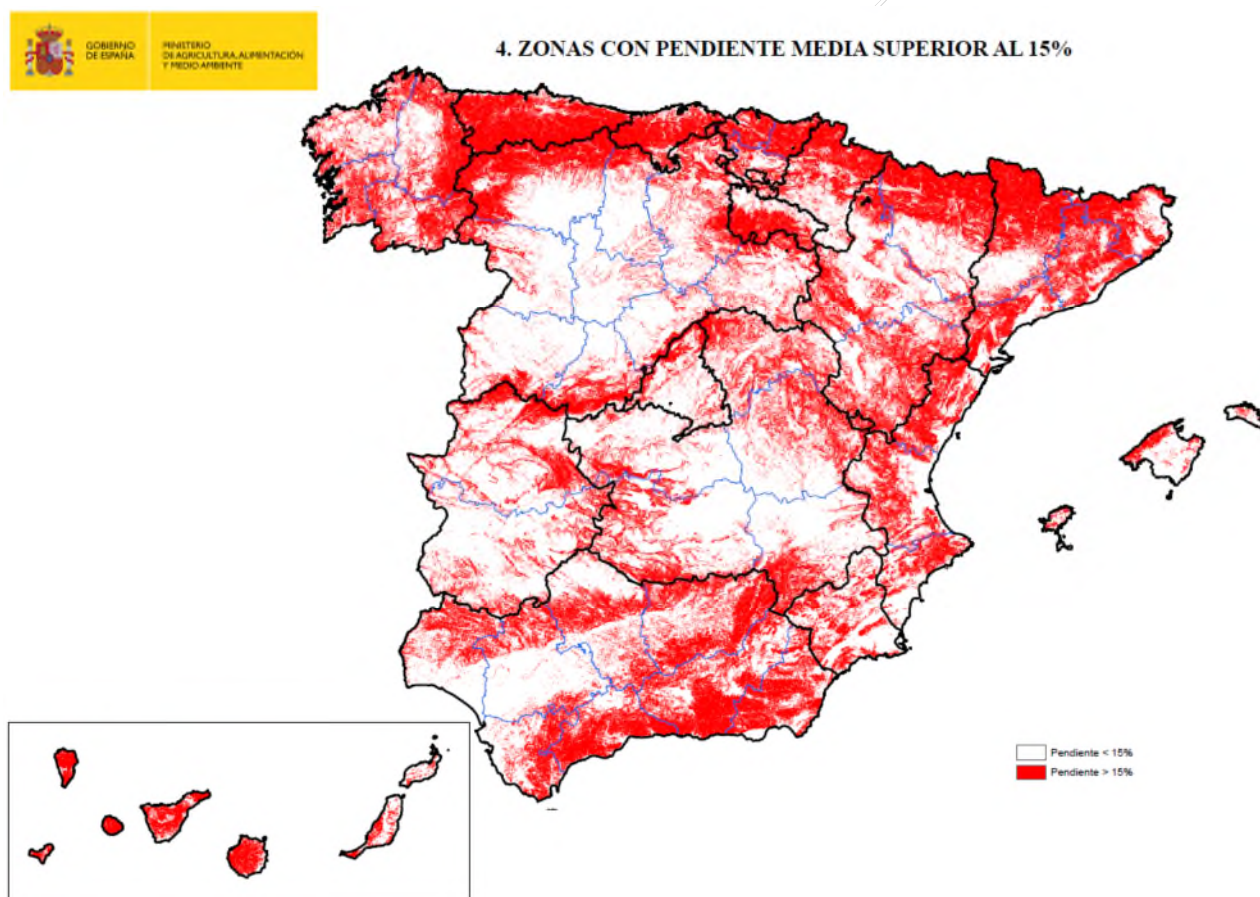 GOBIERNO
DE ESPAÑA
MINISTERIO
DE AGRICULTURA, ALIMENTACIÓN
Y MEDIO AMBIENTE
4. ZONAS CON PENDIENTE MEDIA SUPERIOR AL 15%
Pendiente < 15%
Pendiente > 15%